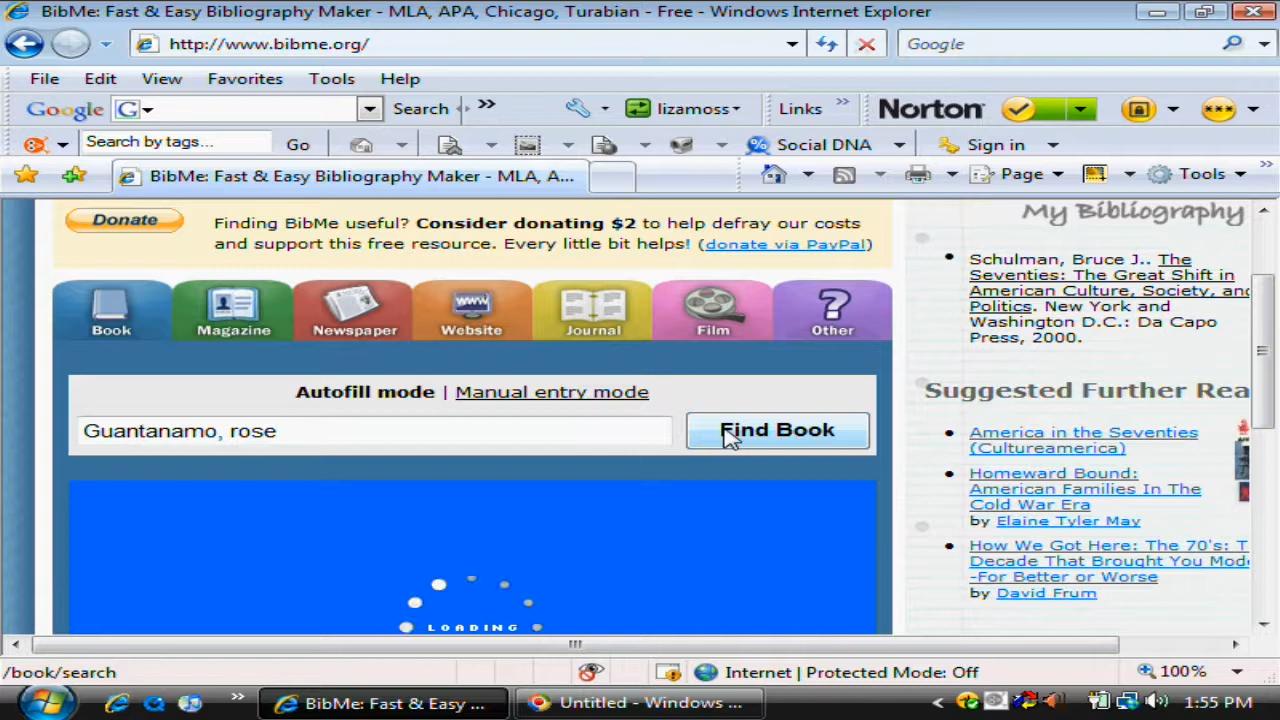 BibMe: Fast & Easy Bibliography Maker - MLA, APA, Chicago, Turabian - Free - Windows Internet Explorer
http://www.bibme.org/
Google
File Edit View Favorites Tools Help
Google G Search » lizamoss Links » Norton
Search by tags... Go Social DNA Sign in
BibMe: Fast & Easy Bibliography Maker - MLA, A... Page Tools »
Donate
Finding BibMe useful? Consider donating $2 to help defray our costs
and support this free resource. Every little bit helps! (donate via PayPal)
Book Magazine Newspaper Website Journal Film Other
Autofill mode | Manual entry mode
Guantanamo, rose Find Book
LOADING
My Bibliography
Schulman, Bruce J.. The
Seventies: The Great Shift in
American Culture, Society, and
Politics. New York and
Washington D.C.: Da Capo
Press, 2000.
Suggested Further Rea
America in the Seventies
(Cultureamerica)
Homeward Bound:
American Families In The
Cold War Era
by Elaine Tyler May
How We Got Here: The 70's: T
Decade That Brought You Mode
-For Better or Worse
by David Frum
/book/search Internet | Protected Mode: Off 100%
» BibMe: Fast & Easy ... Untitled - Windows ... < 1:55 PM